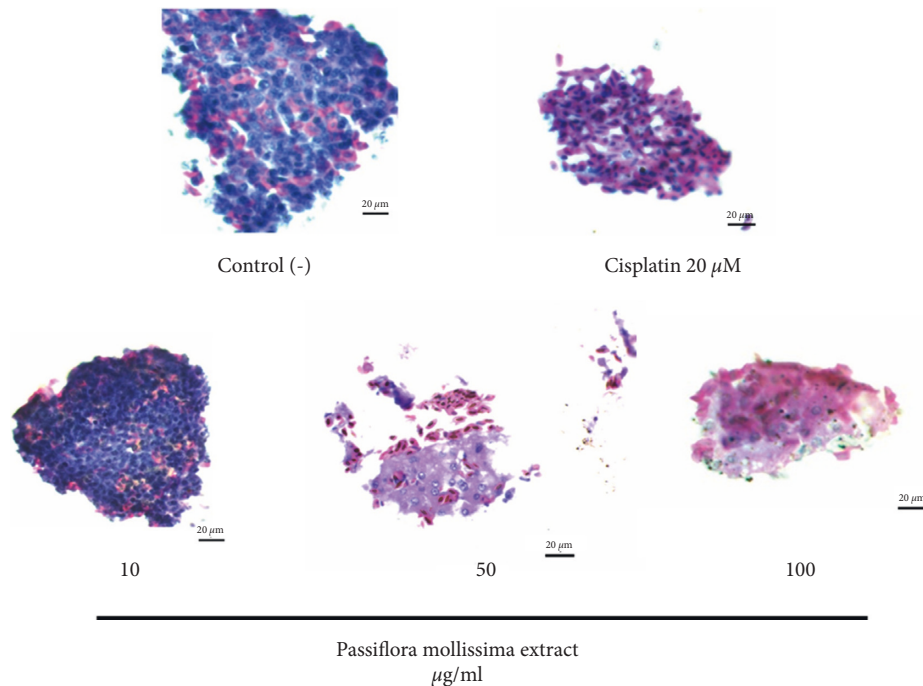 20 μm
20 μm
Control (-)
Cisplatin 20 μM
20 μm
20 μm
20 μm
10
50
100
Passiflora mollissima extract
μg/ml